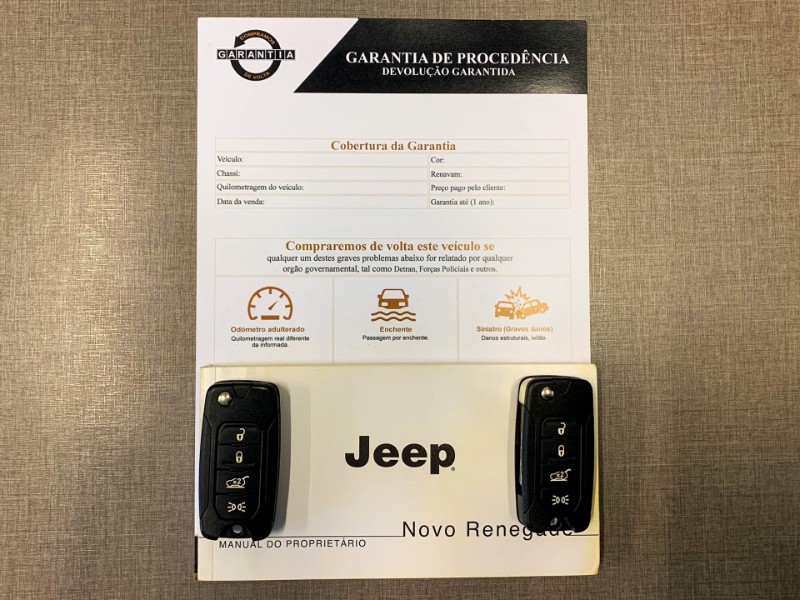 COMPRAMOS
GARANTIA
DE VOLTA
GARANTIA DE PROCEDÊNCIA
DEVOLUÇÃO GARANTIDA
Cobertura da Garantia
Veículo:
Cor:
Chassi:
Renavam:
Quilometragem do veículo:
Preço pago pelo cliente:
Data da venda:
Garantia até (1 ano):
Compraremos de volta este veículo se
qualquer um destes graves problemas abaixo for relatado por qualquer
orgão governamental, tal como Detran, Forças Policiais e outros.
Odômetro adulterado
Quilometragem real diferente
da informada.
Enchente
Passagem por enchente.
Sinistro (Graves danos)
Danos estruturais, leilão.
Jeep
Novo Renegade
MANUAL DO PROPRIETÁRIO
x2
x2